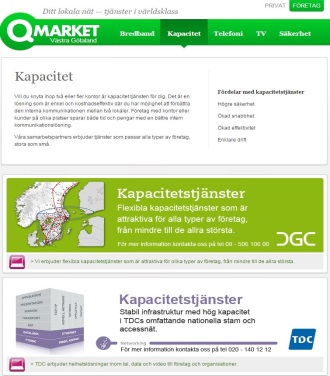 Ditt lokala nät — tjänster i världsklass
PRIVAT FÖRETAG
QMARKET
Västra Götaland
Bredband Kapacitet Telefoni TV Säkerhet
Kapacitet
Vill du knyta ihop två eller fler kontor är kapacitetstjänsten för dig. Det är en
lösning som är enkel och kostnadseffektiv där du har möjlighet att förbättra
den interna kommunikationen mellan två lokaler. Företag med kontor eller
kunder på olika platser sparar både tid och pengar med en bättre intern
kommunikationslösning.
Våra samarbetspartners erbjuder tjänster som passar alla typer av företag,
stora som små.
Fördelar med kapacitetstjänster
Högre säkerhet
Ökad snabbhet
Ökad effektivitet
Enklare drift
Kapacitetstjänster
Flexibla kapacitetstjänster som är
attraktiva för alla typer av företag,
från mindre till de allra största.
För mer information kontakta oss på tel 08 - 506 106 00
DGC
> Vi erbjuder flexibla kapacitetstjänster som är attraktiva för olika typer av företag, från mindre till de allra största.
Kapacitetstjänster
Stabil infrastruktur med hög kapacitet
i TDCs omfattande nationella stam och
accessnät.
Networking
För mer information kontakta oss på tel 020 - 140 12 12
TDC
> TDC erbjuder helhetslösningar inom tal, data och video till företag och organisationer.